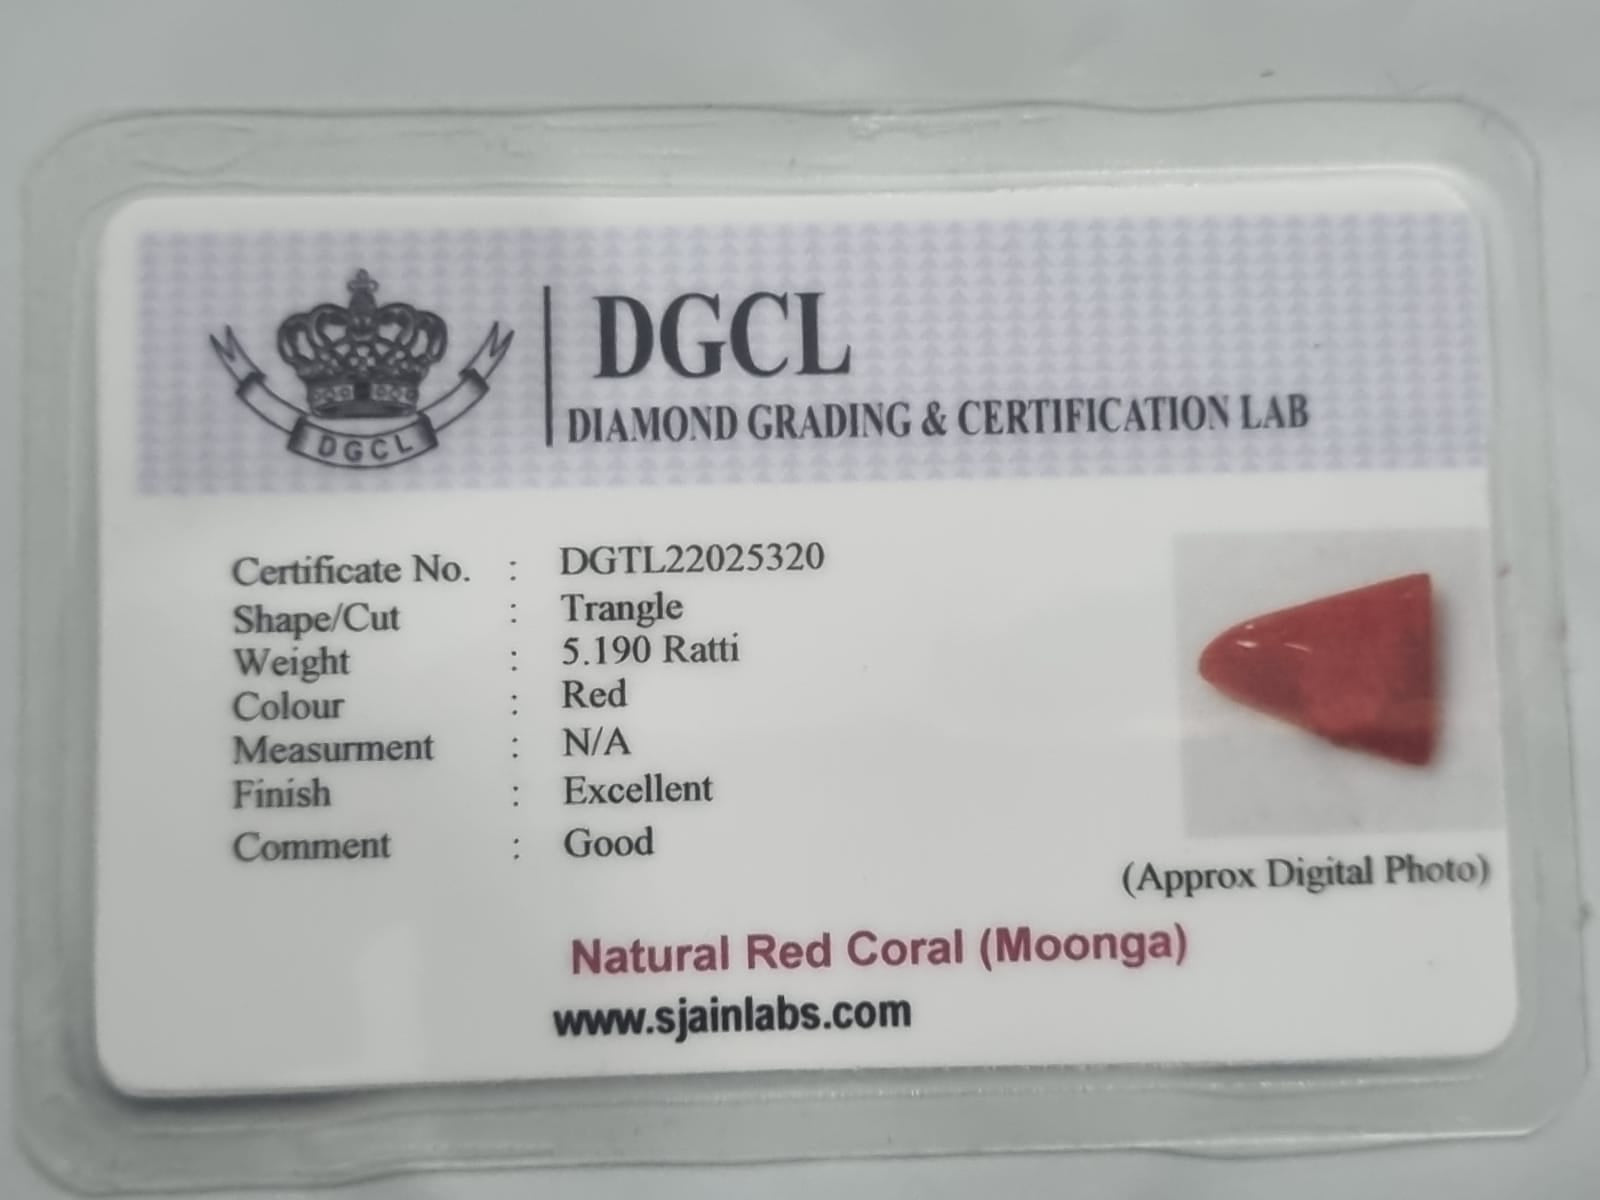 DGCL
DGCL
DIAMOND GRADING & CERTIFICATION LAB
Certificate No. : DGTL22025320
Shape/Cut : Trangle
Weight : 5.190 Ratti
Colour : Red
Measurment : N/A
Finish : Excellent
Comment : Good
(Approx Digital Photo)
Natural Red Coral (Moonga)
www.sjainlabs.com